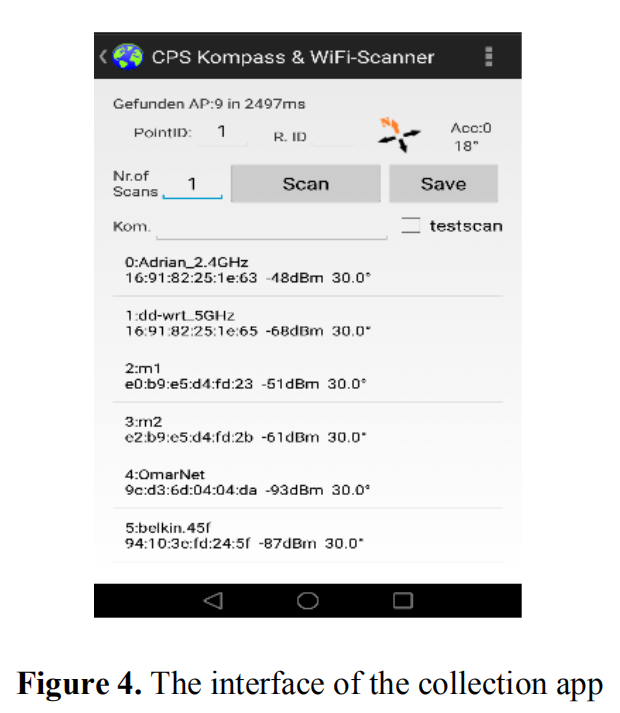 CPS Kompass & WiFi-Scanner
Gefunden AP:9 in 2497ms
PointID: 1 R. ID N Acc:0
18°
Nr.of
Scans 1 Scan Save
Kom. testscan
0:Adrian_2.4GHz
16:91:82:25:1e:63 -48dBm 30.0°
1:dd-wrt_5GHz
16:91:82:25:1e:65 -68dBm 30.0°
2:m1
e0:b9:e5:d4:fd:23 -51dBm 30.0°
3:m2
e2:b9:e5:d4:fd:2b -61dBm 30.0°
4:OmarNet
9c:d3:6d:04:04:da -93dBm 30.0°
5:belkin.45f
94:10:3e:fd:24:5f -87dBm 30.0°
Figure 4. The interface of the collection app